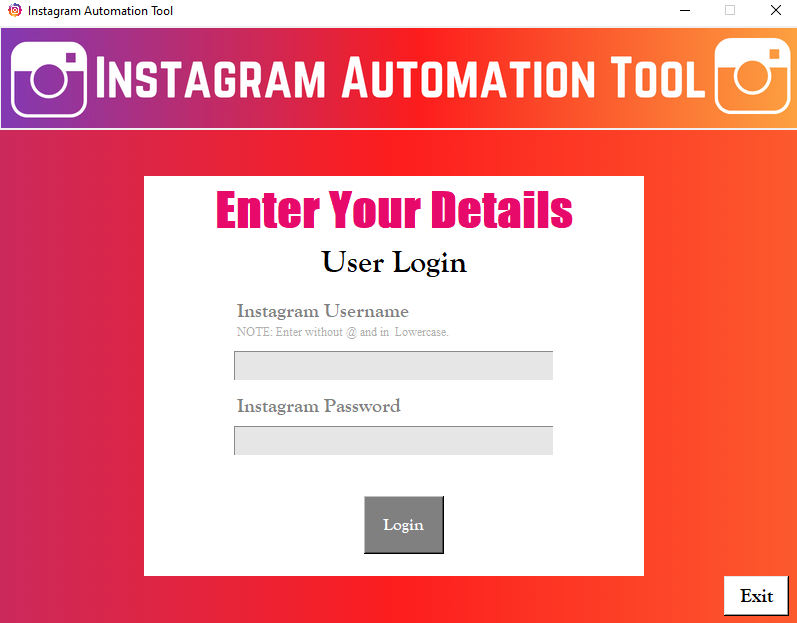 Instagram Automation Tool
Instagram Automation Tool
Enter Your Details
User Login
Instagram Username
NOTE: Enter without @ and in  Lowercase.
Instagram Password
Login
Exit